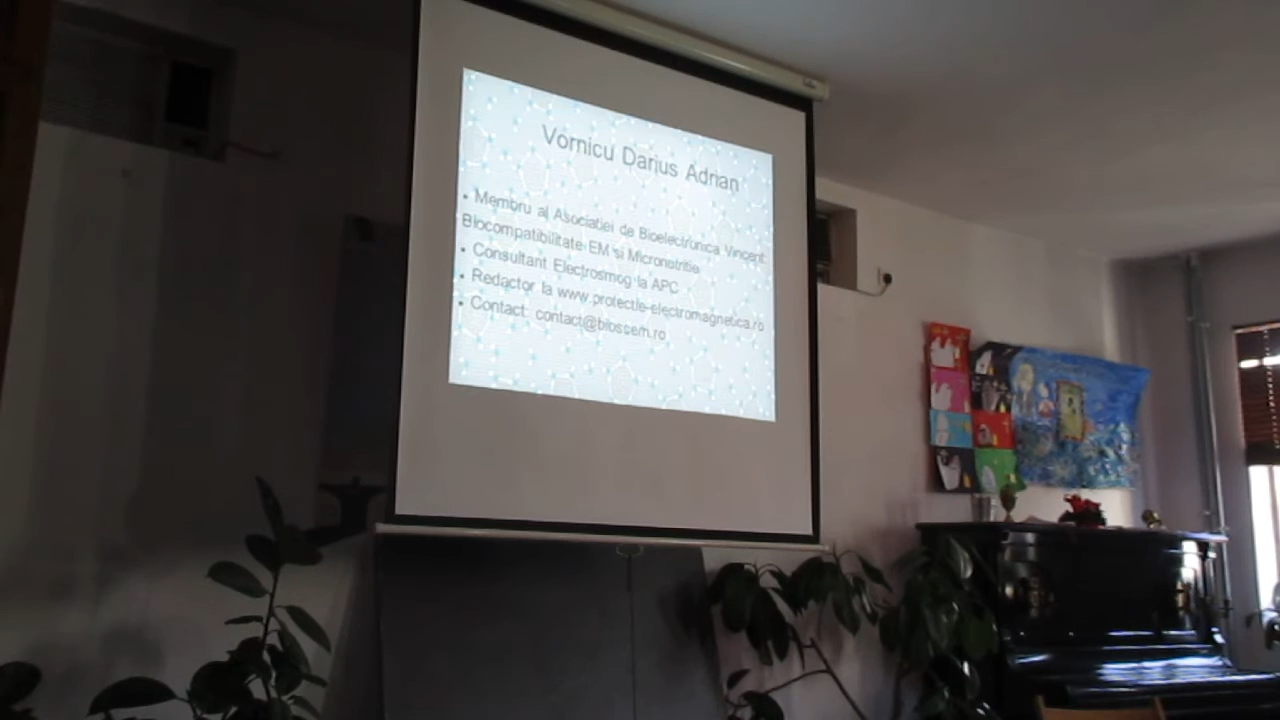 Vornicu Darius Adrian
• Membru al Asociatiei de Bioelectronica Vincent:
Biocompatibilitate EM si Micronutritie
• Consultant Electrosmog la APC
• Redactor la www.protectie-electromagnetica.ro
• Contact: contact@bioscem.ro